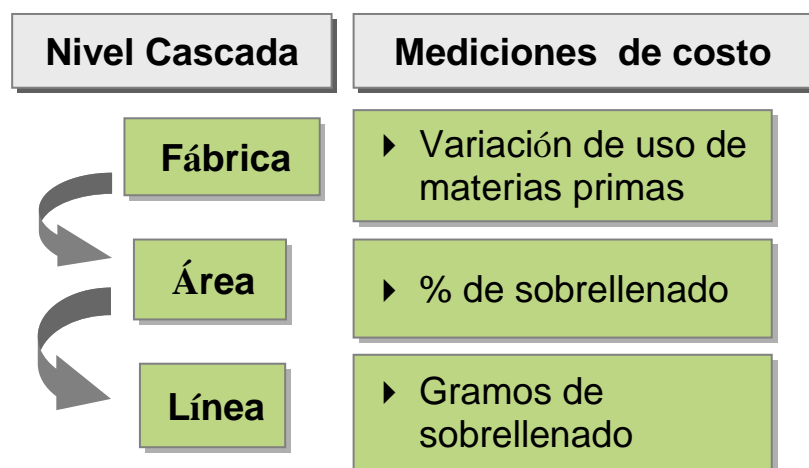 Nivel Cascada
Mediciones de costo
Fábrica
▸ Variación de uso de
materias primas
Área
▸ % de sobrellenado
Línea
▸ Gramos de
sobrellenado